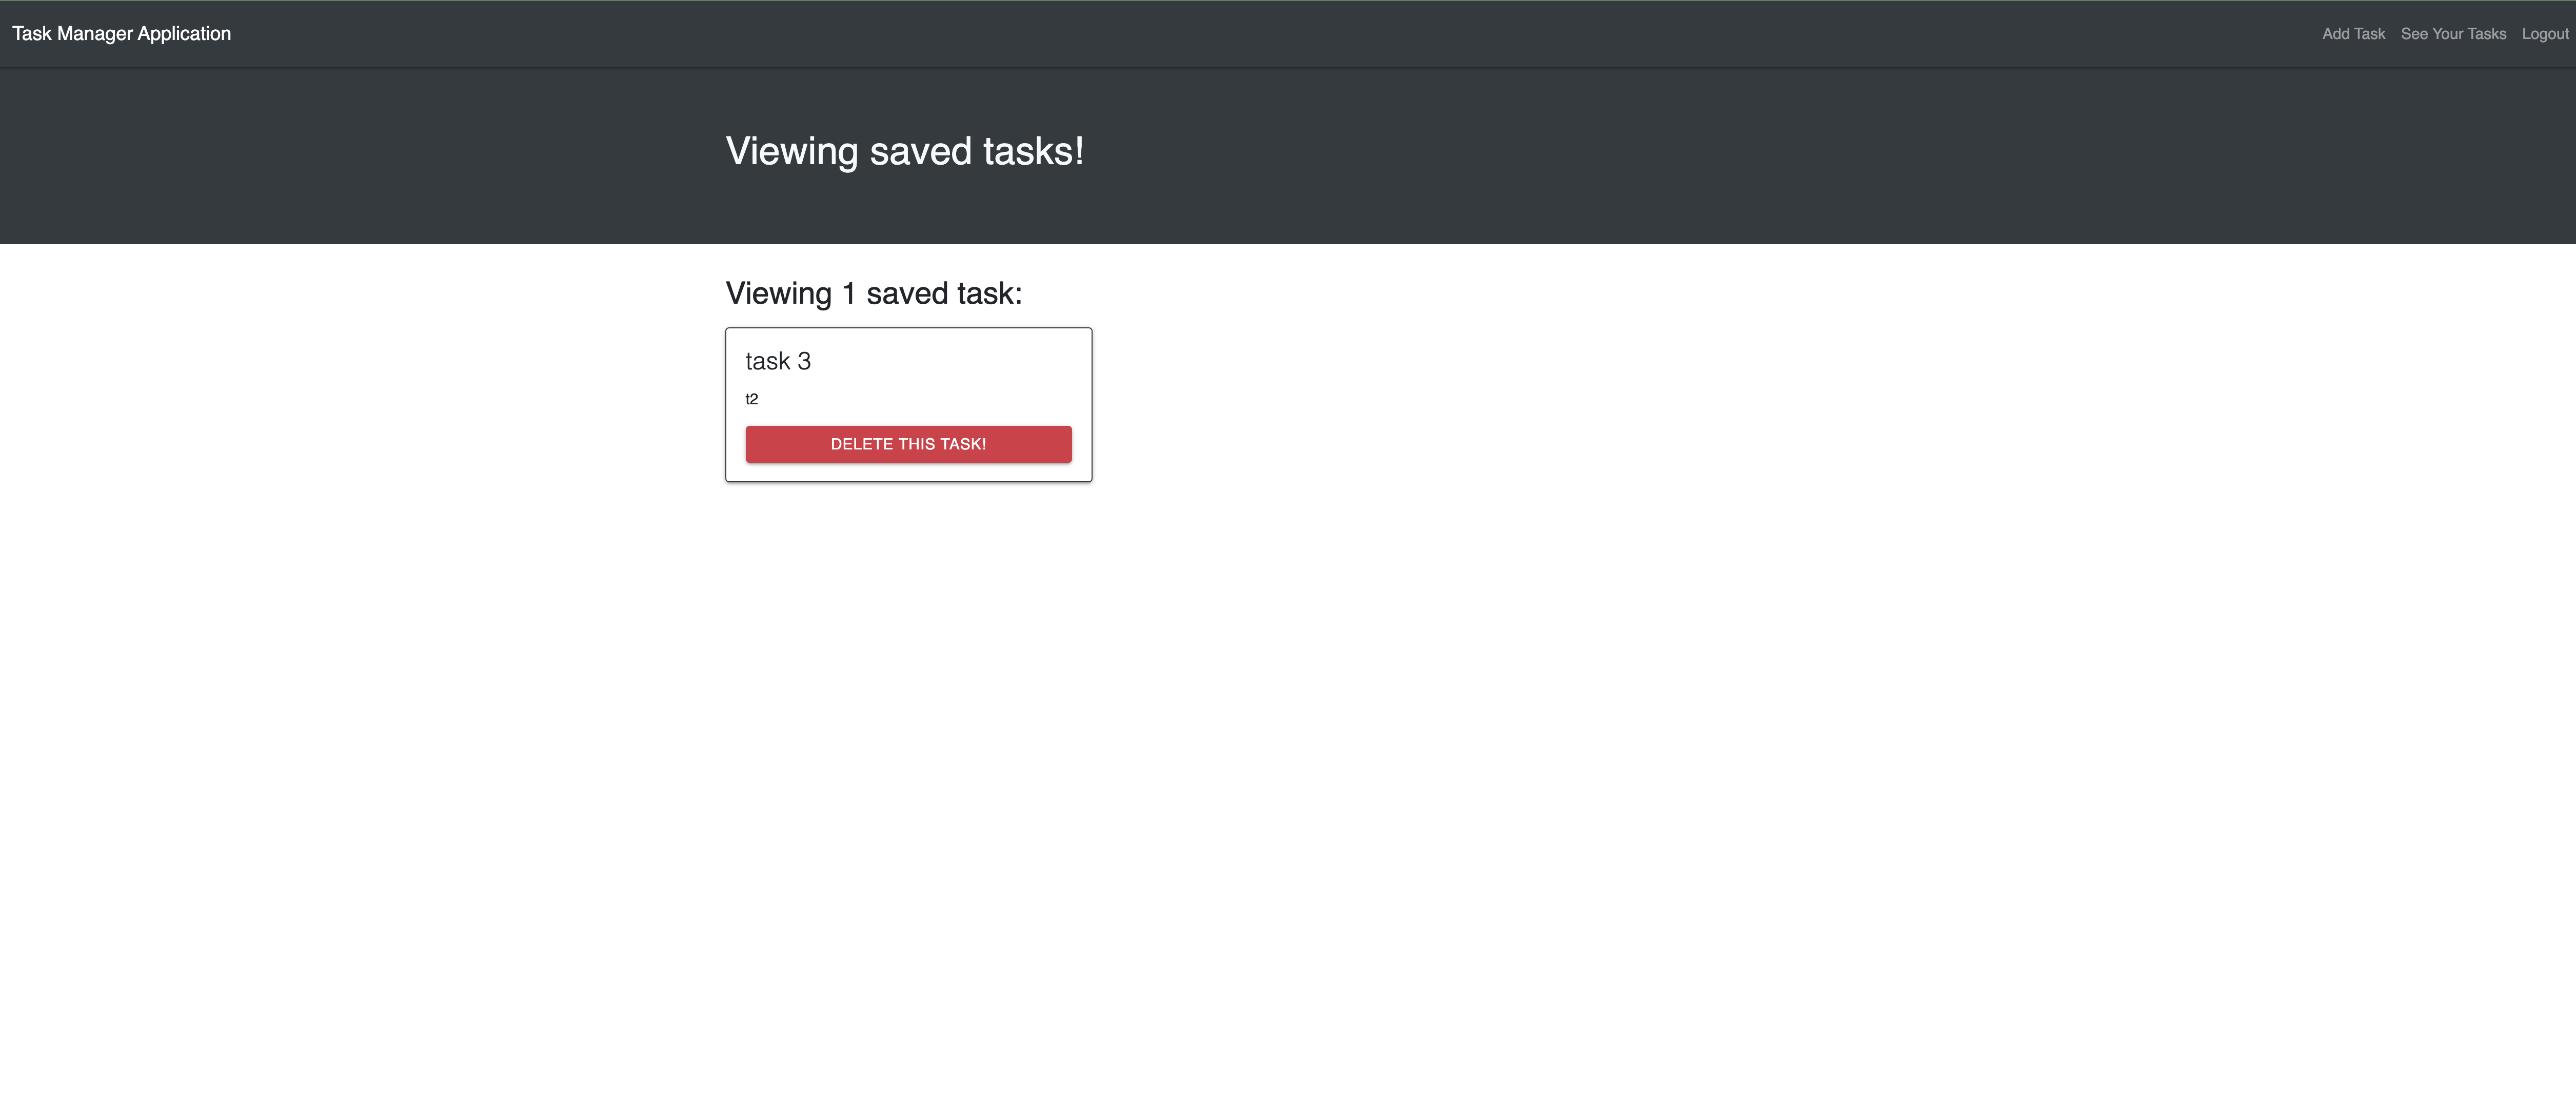 Task Manager Application
Add Task See Your Tasks Logout
Viewing saved tasks!
Viewing 1 saved task:
task 3
t2
DELETE THIS TASK!